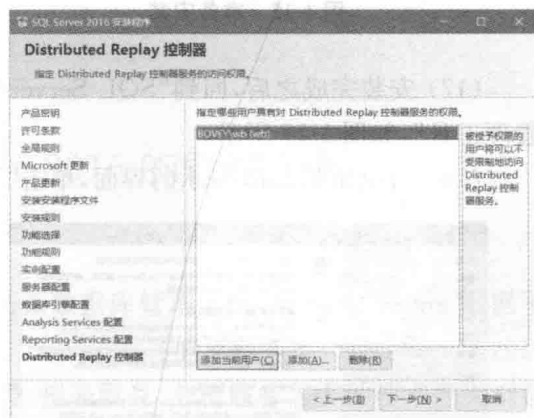 SQL Server 2016 安装程序
Distributed Replay 控制器
指定 Distributed Replay 控制器服务的访问权限。
产品密钥
许可条款
全局规则
Microsoft 更新
产品更新
安装安装程序文件
安装规则
功能选择
功能规则
实例配置
服务器配置
数据库引擎配置
Analysis Services 配置
Reporting Services 配置
Distributed Replay 控制器
指定哪些用户具有对 Distributed Replay 控制器服务的权限。
被授予权限的
用户将可以不
受限制地访问
Distributed
Replay 控制
器服务。
添加当前用户(C)
添加(A)...
删除(R)
< 上一步(B)
下一步(N) >
取消